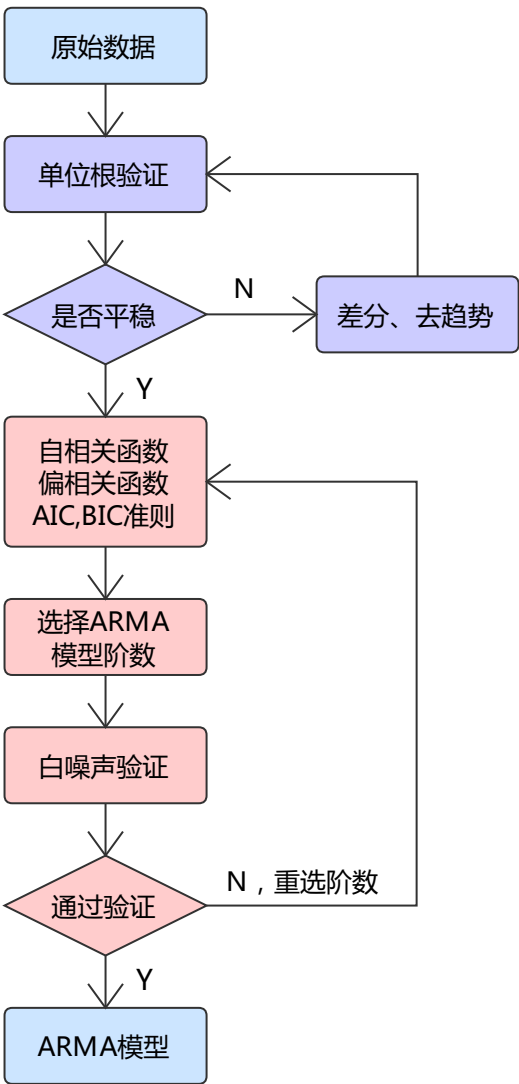 原始数据
单位根验证
是否平稳
N
差分、去趋势
Y
自相关函数
偏相关函数
AIC,BIC准则
选择ARMA
模型阶数
白噪声验证
通过验证
N，重选阶数
Y
ARMA模型